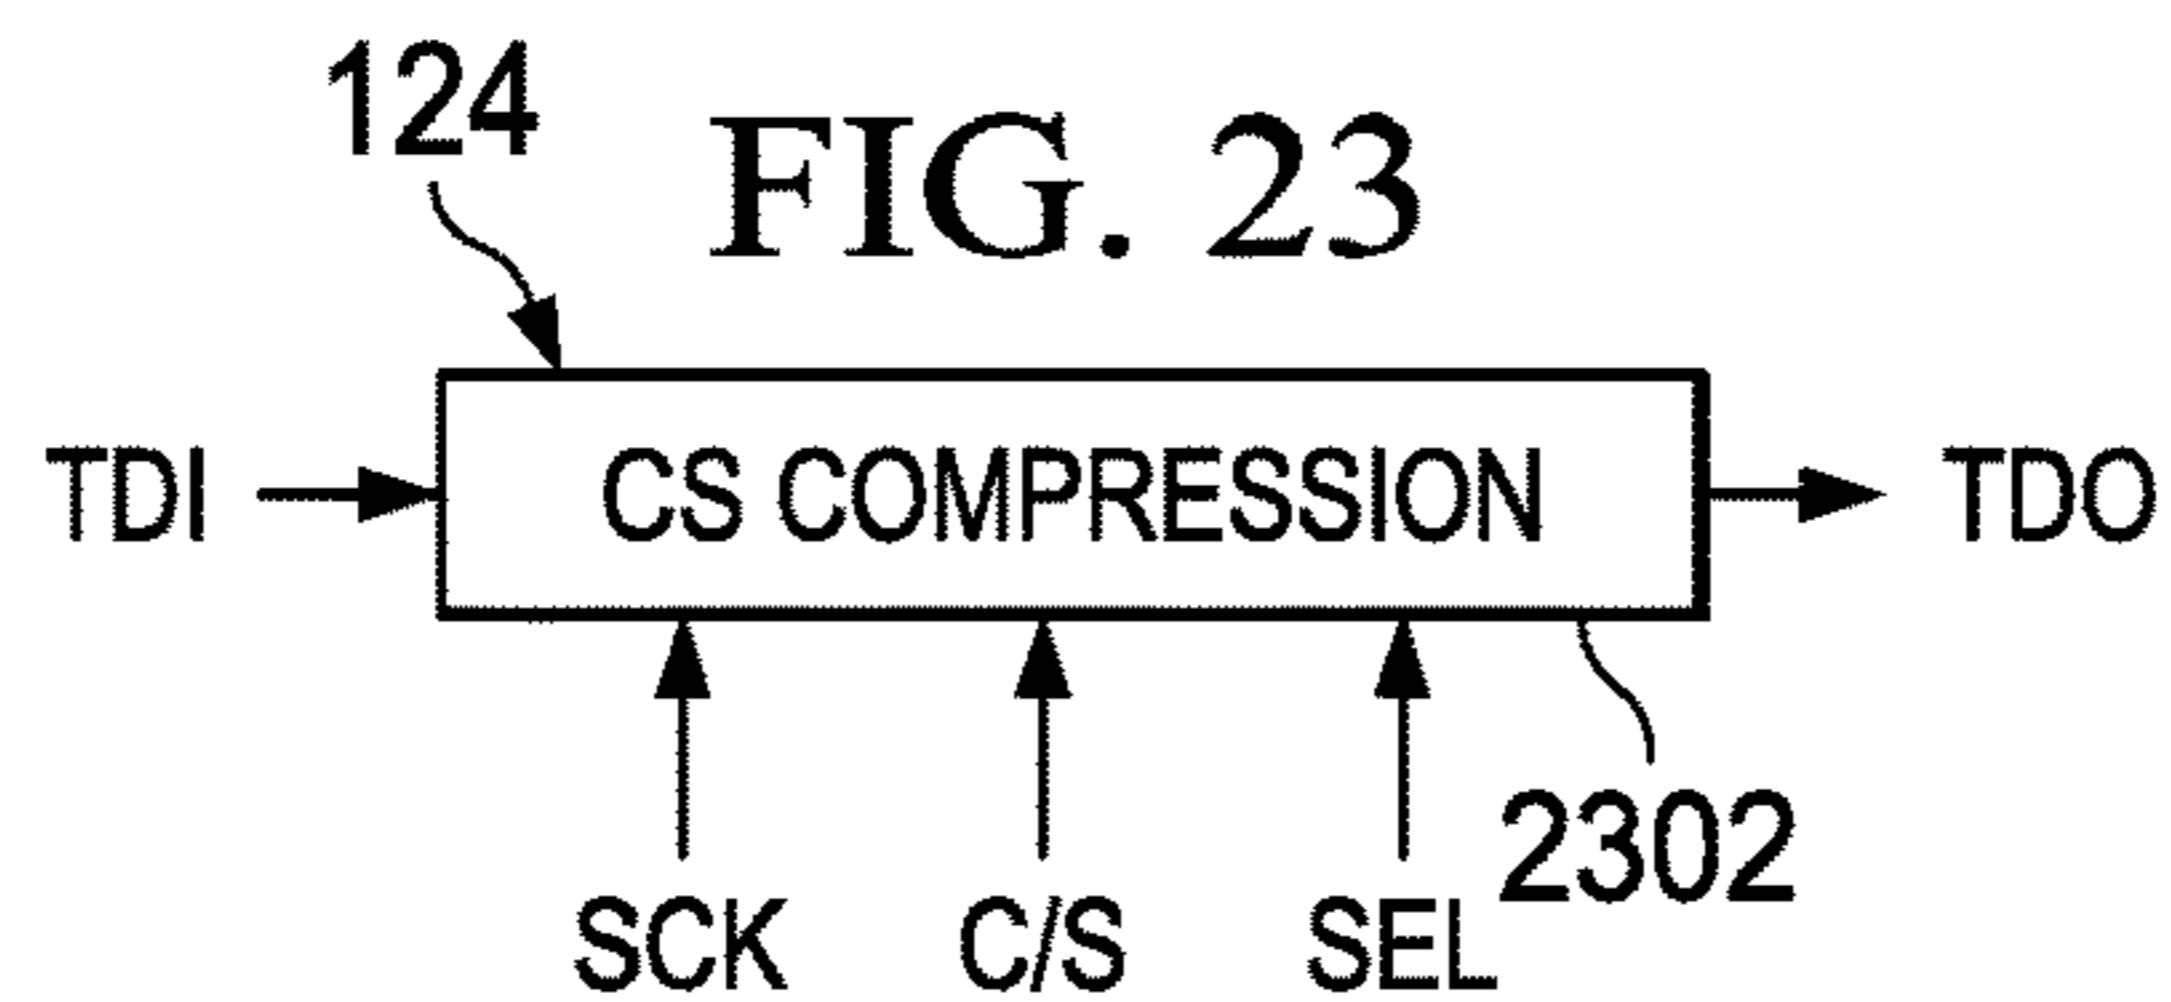 124
FIG. 23
TDI
CS COMPRESSION
TDO
2302
SCK
C/S
SEL